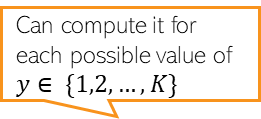 Can compute it for
each possible value of
y ∈ {1,2, … , K}